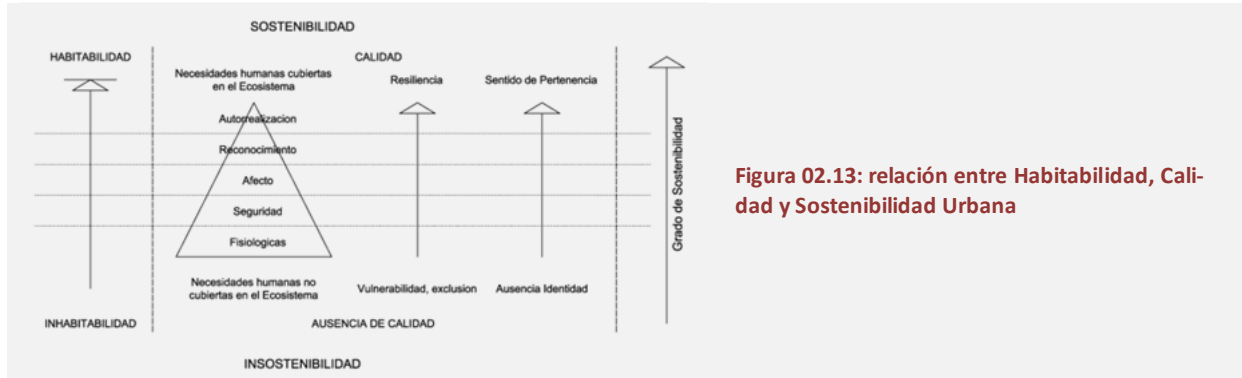 SOSTENIBILIDAD
HABITABILIDAD
CALIDAD
Necesidades humanas cubiertas
en el Ecosistema
Resiliencia
Sentido de Pertenencia
Autorrealizacion
Reconocimiento
Afecto
Seguridad
Fisiologicas
Necesidades humanas no
cubiertas en el Ecosistema
Vulnerabilidad, exclusion
Ausencia Identidad
INHABITABILIDAD
AUSENCIA DE CALIDAD
INSOSTENIBILIDAD
Grado de Sostenibilidad
Figura 02.13: relación entre Habitabilidad, Cali-
dad y Sostenibilidad Urbana